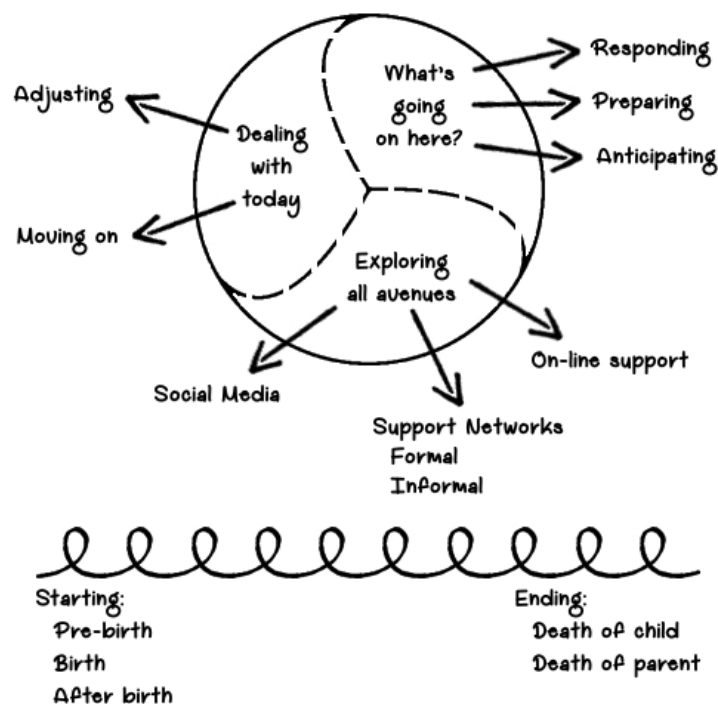 What's
going
on here?
Responding
Preparing
Anticipating
Adjusting
Dealing
with
today
Moving on
Exploring
all avenues
On-line support
Social Media
Support Networks
Formal
Informal
Starting:
Pre-birth
Birth
After birth
Ending:
Death of child
Death of parent